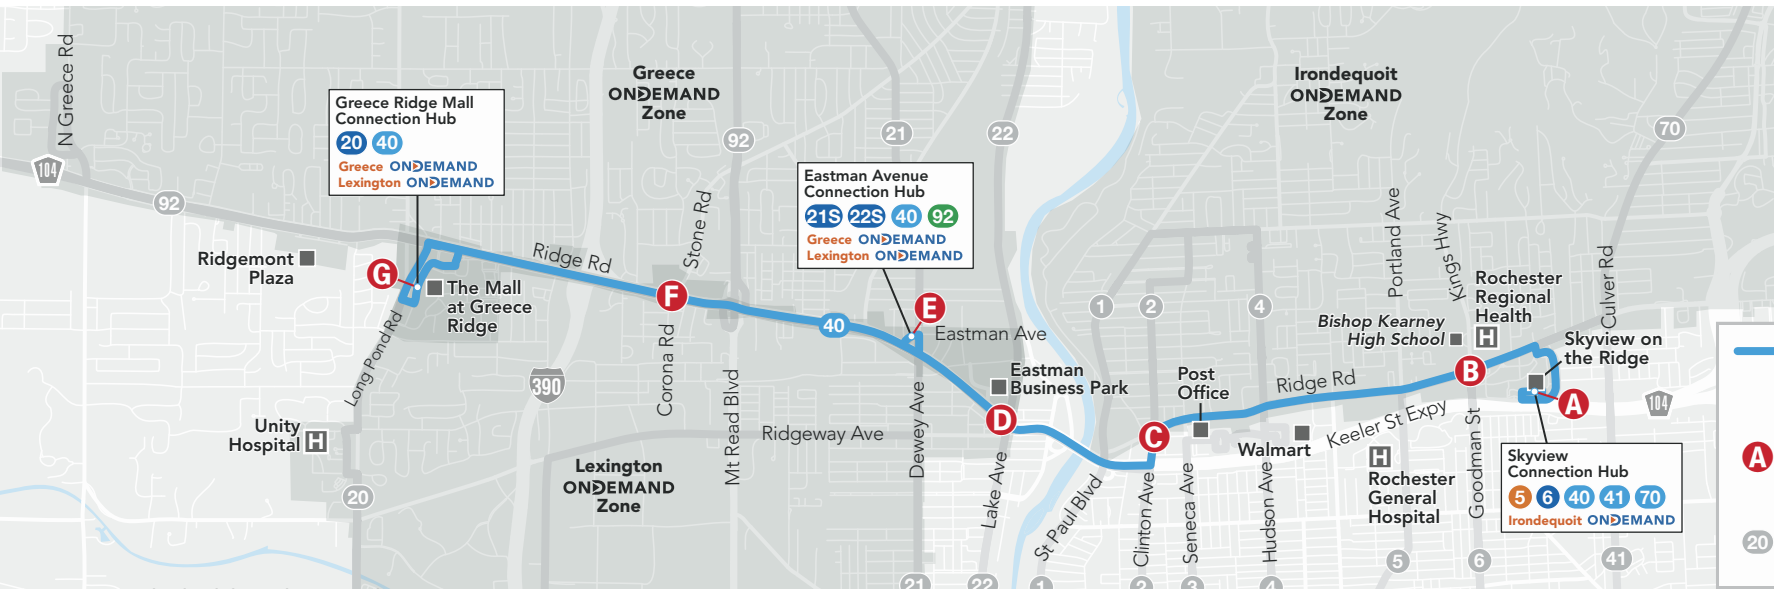 N Greece Rd
104
92
Ridgemont
Plaza
Greece Ridge Mall
Connection Hub
20 40
Greece ONDEMAND
Lexington ONDEMAND
G
The Mall
at Greece
Ridge
Long Pond Rd
Unity
Hospital H
20
Greece
ONDEMAND
Zone
92
Ridge Rd
Stone Rd
F
Corona Rd
390
Mt Read Blvd
Lexington
ONDEMAND
Zone
Ridgeway Ave
40
21
22
Eastman Avenue
Connection Hub
21S 22S 40 92
Greece ONDEMAND
Lexington ONDEMAND
E
Eastman Ave
Eastman
Business Park
D
Dewey Ave
Lake Ave
21
22
St Paul Blvd
1
1
2
4
C
Clinton Ave
2
Post
Office
Seneca Ave
3
Walmart
Hudson Ave
4
Irondequoit
ONDEMAND
Zone
70
Portland Ave
Kings Hwy
Ridge Rd
Keeler St Expy
Bishop Kearney
High School
Rochester
Regional
Health
H
B
Culver Rd
Skyview on
the Ridge
A
104
H
Rochester
General
Hospital
Goodman St
5
6
41
Skyview
Connection Hub
5 6 40 41 70
Irondequoit ONDEMAND
A
20